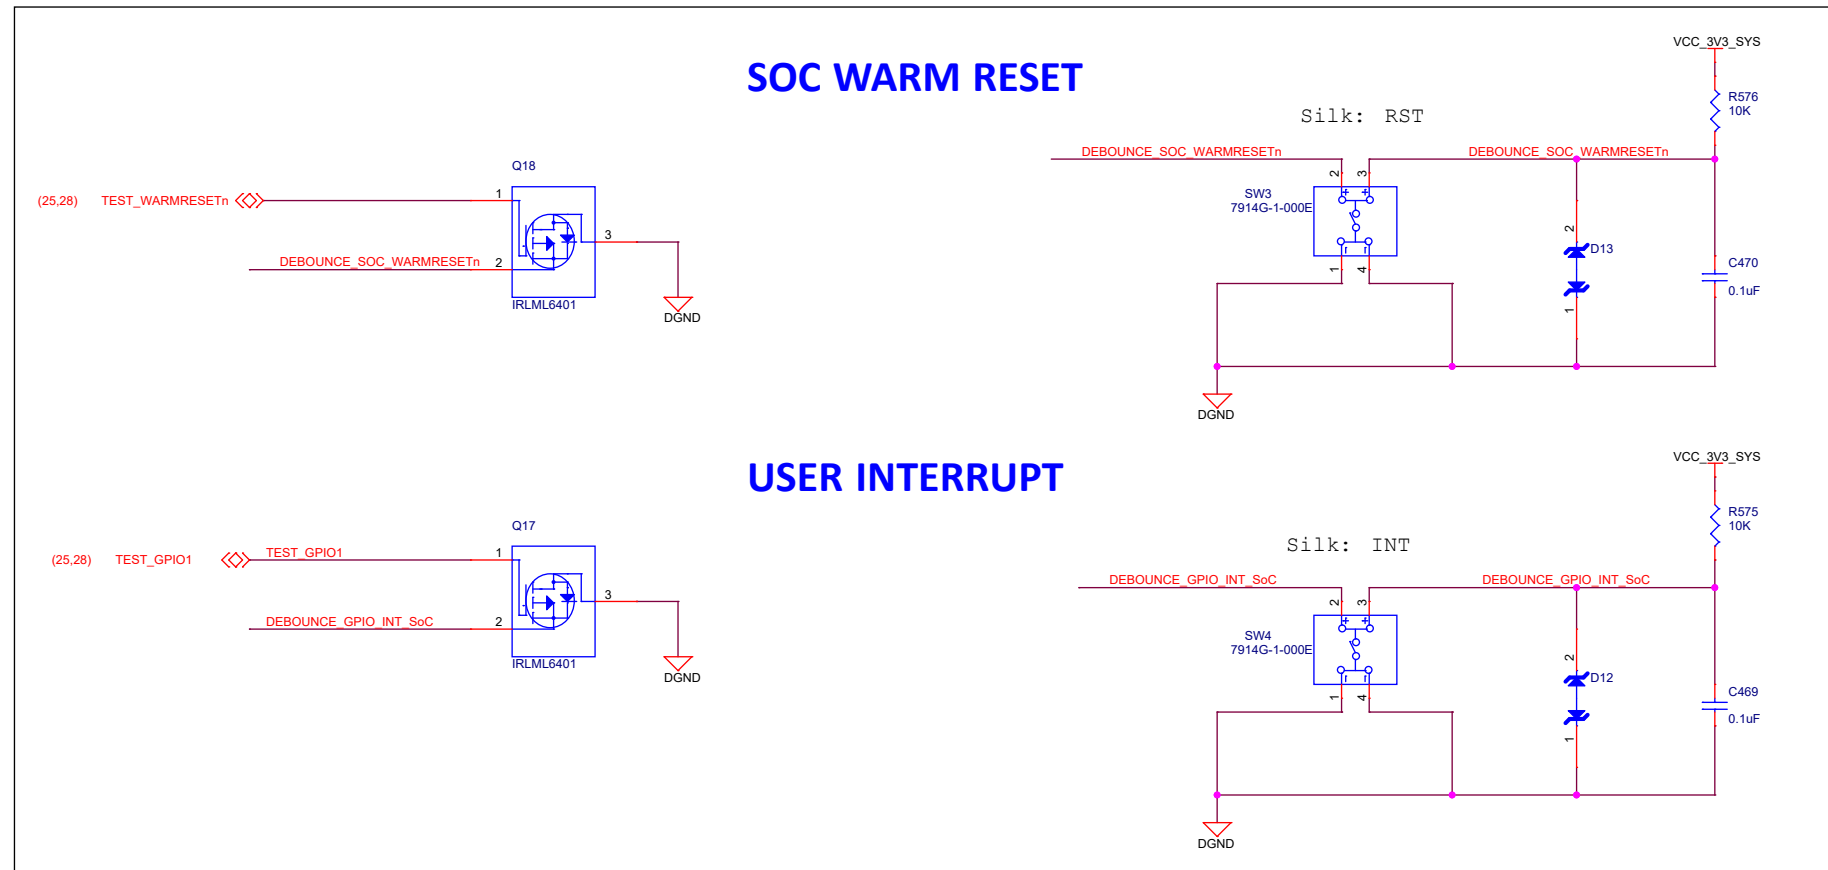 SOC WARM RESET
VCC_3V3_SYS
R576
10K
Silk: RST
DEBOUNCE_SOC_WARMRESETn
DEBOUNCE_SOC_WARMRESETn
Q18
(25,28) TEST_WARMRESETn
1
3
DEBOUNCE_SOC_WARMRESETn
2
IRLML6401
DGND
2
3
SW3
7914G-1-000E
1
4
2
D13
1
C470
0.1uF
DGND
USER INTERRUPT
VCC_3V3_SYS
R575
10K
Silk: INT
DEBOUNCE_GPIO_INT_SoC
DEBOUNCE_GPIO_INT_SoC
Q17
(25,28) TEST_GPIO1
TEST_GPIO1
1
3
DEBOUNCE_GPIO_INT_SoC
2
IRLML6401
DGND
2
3
SW4
7914G-1-000E
1
4
2
D12
1
C469
0.1uF
DGND